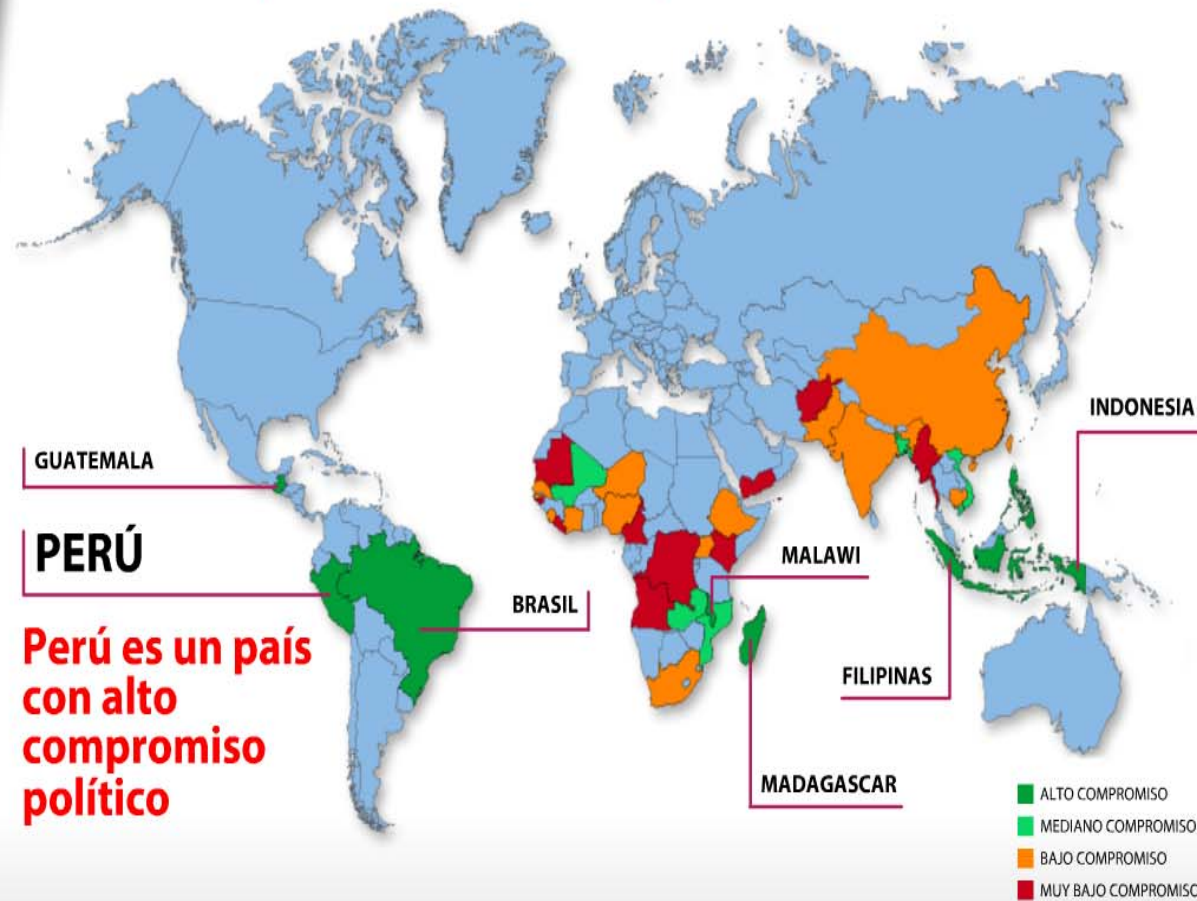 GUATEMALA
PERÚ
Perú es un país
con alto
compromiso
político
BRASIL
MALAWI
INDONESIA
FILIPINAS
MADAGASCAR
ALTO COMPROMISO
MEDIANO COMPROMISO
BAJO COMPROMISO
MUY BAJO COMPROMISO